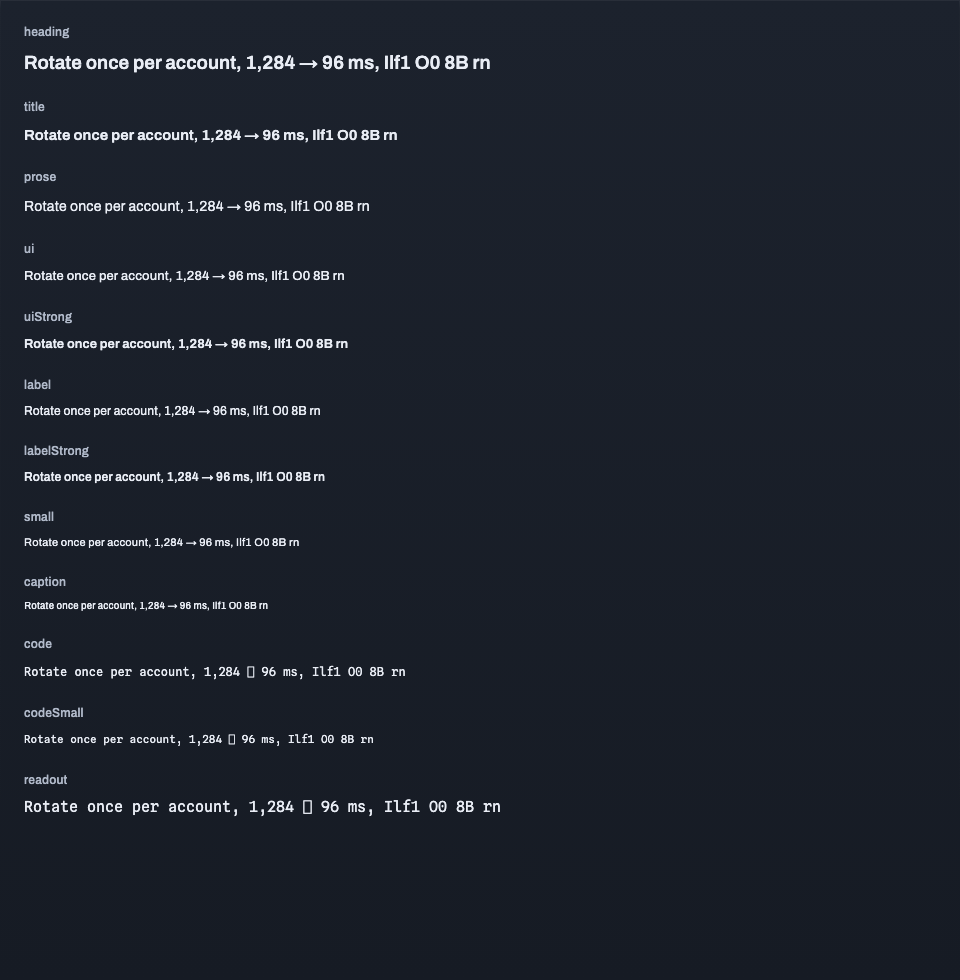 heading
Rotate once per account, 1,284 → 96 ms, Ilf1 O0 8B rn
title
Rotate once per account, 1,284 → 96 ms, Ilf1 O0 8B rn
prose
Rotate once per account, 1,284 → 96 ms, Ilf1 O0 8B rn
ui
Rotate once per account, 1,284 → 96 ms, Ilf1 O0 8B rn
uiStrong
Rotate once per account, 1,284 → 96 ms, Ilf1 O0 8B rn
label
Rotate once per account, 1,284 → 96 ms, Ilf1 O0 8B rn
labelStrong
Rotate once per account, 1,284 → 96 ms, Ilf1 O0 8B rn
small
Rotate once per account, 1,284 → 96 ms, Ilf1 O0 8B rn
caption
Rotate once per account, 1,284 → 96 ms, Ilf1 O0 8B rn
code
Rotate once per account, 1,284 ▯ 96 ms, Ilf1 O0 8B rn
codeSmall
Rotate once per account, 1,284 ▯ 96 ms, Ilf1 O0 8B rn
readout
Rotate once per account, 1,284 ▯ 96 ms, Ilf1 O0 8B rn